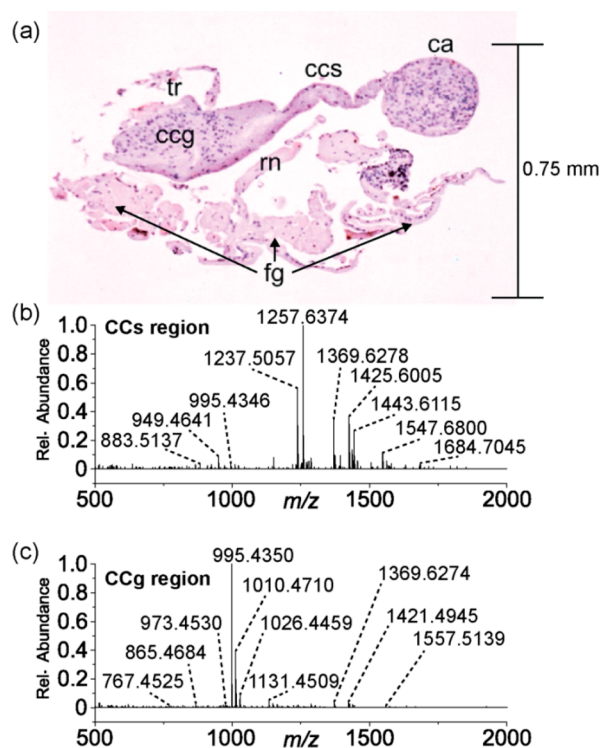 (a)
ca
ccs
tr
ccg
rn
0.75 mm
fg
(b)
CCs region
1257.6374
1237.5057
1369.6278
1425.6005
995.4346
1443.6115
949.4641
1547.6800
883.5137
1684.7045
Rel- Abundance
1.0
0.8
0.6
0.4
0.2
0
500 1000 m/z 1500 2000
(c)
CCg region
995.4350
1369.6274
1010.4710
973.4530
1026.4459
1421.4945
865.4684
1557.5139
767.4525
1131.4509
Rel- Abundance
1.0
0.8
0.6
0.4
0.2
0
500 1000 m/z 1500 2000